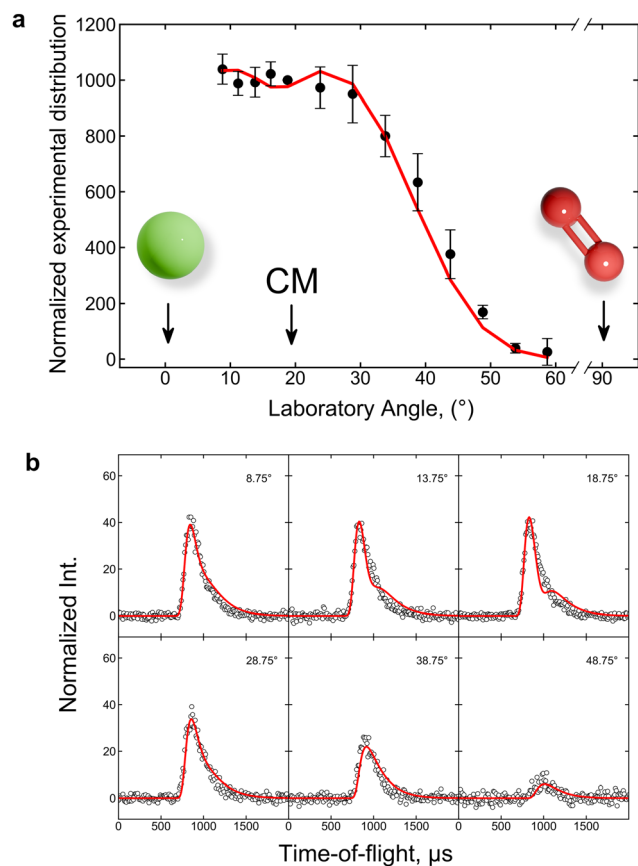 a
Normalized experimental distribution
1200
1000
800
600
400
200
0
CM
0 10 20 30 40 50 60 90
Laboratory Angle, (°)
b
Normalized Int.
60
40
20
0
8.75° 13.75° 18.75°
60
40
20
0
28.75° 38.75° 48.75°
0 500 1000 1500 0 500 1000 1500 0 500 1000 1500
Time-of-flight, μs